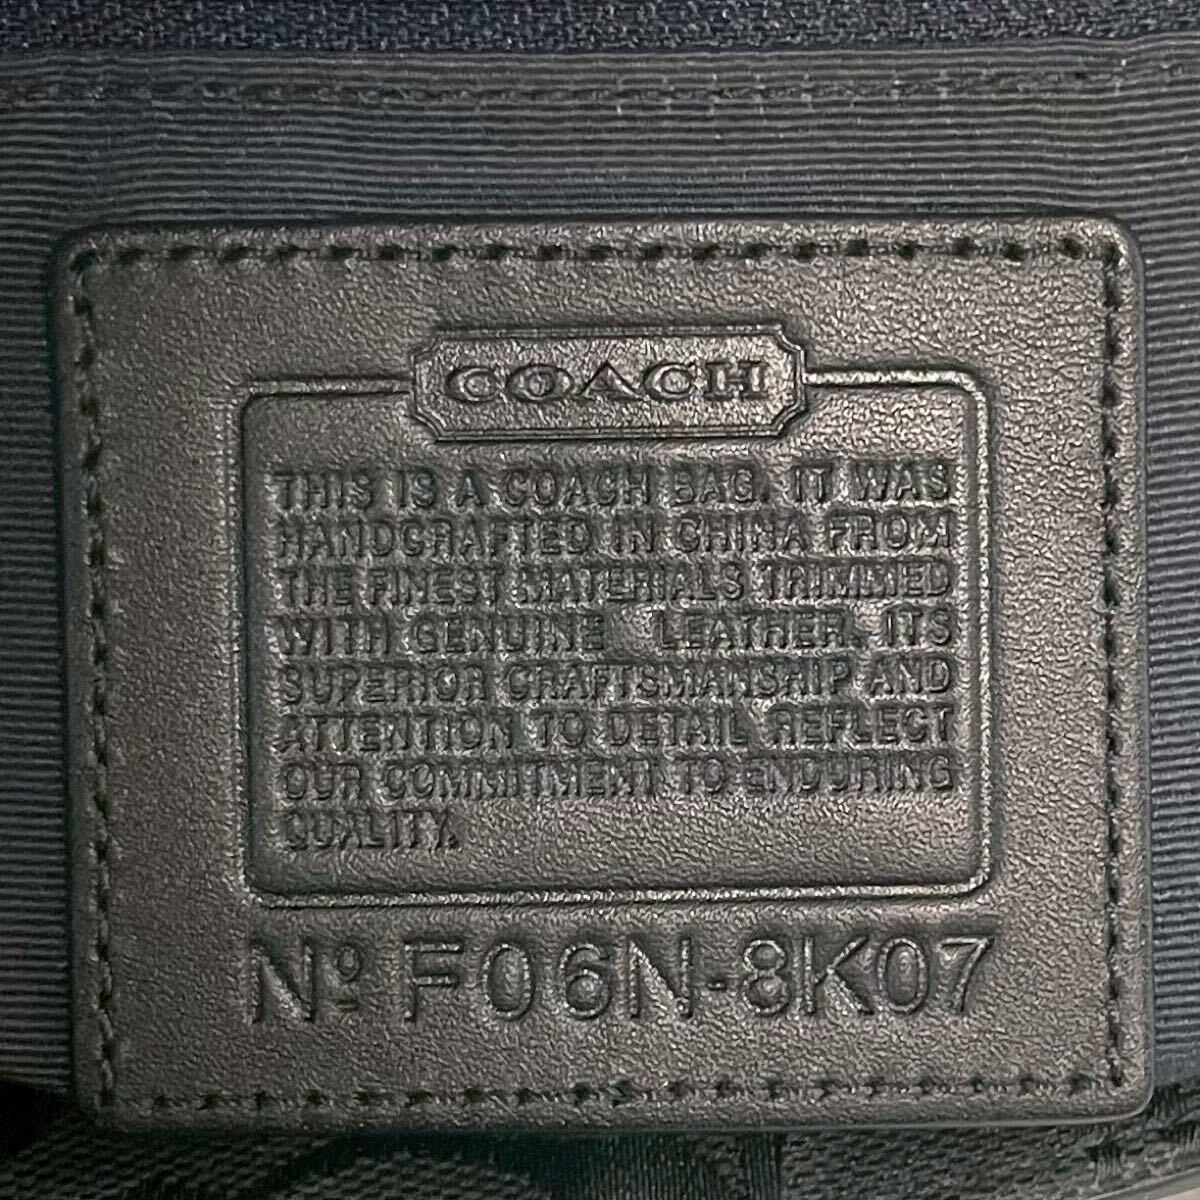 COACH
THIS IS A COACH BAG. IT WAS
HANDCRAFTED IN CHINA FROM
THE FINEST MATERIALS TRIMMED
WITH GENUINE LEATHER. ITS
SUPERIOR CRAFTSMANSHIP AND
ATTENTION TO DETAIL REFLECT
OUR COMMITMENT TO ENDURING
QUALITY.
Nº F06N-8K07